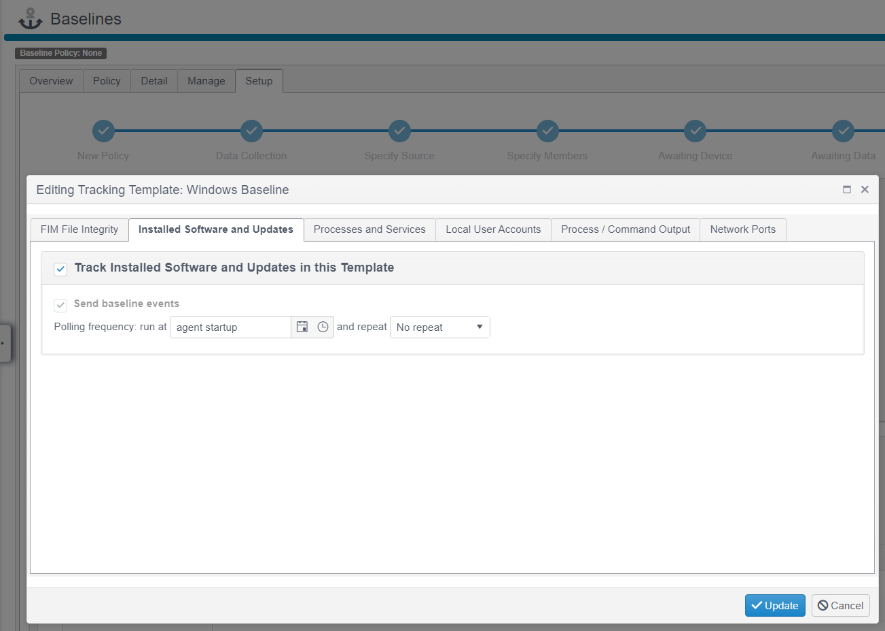 Baselines
Baseline Policy: None
Overview Policy Detail Manage Setup
New Policy Data Collection Specify Source Specify Members Awaiting Device Awaiting Data
Editing Tracking Template: Windows Baseline
FIM File Integrity Installed Software and Updates Processes and Services Local User Accounts Process / Command Output Network Ports
Track Installed Software and Updates in this Template
Send baseline events
Polling frequency: run at agent startup and repeat No repeat
Update Cancel